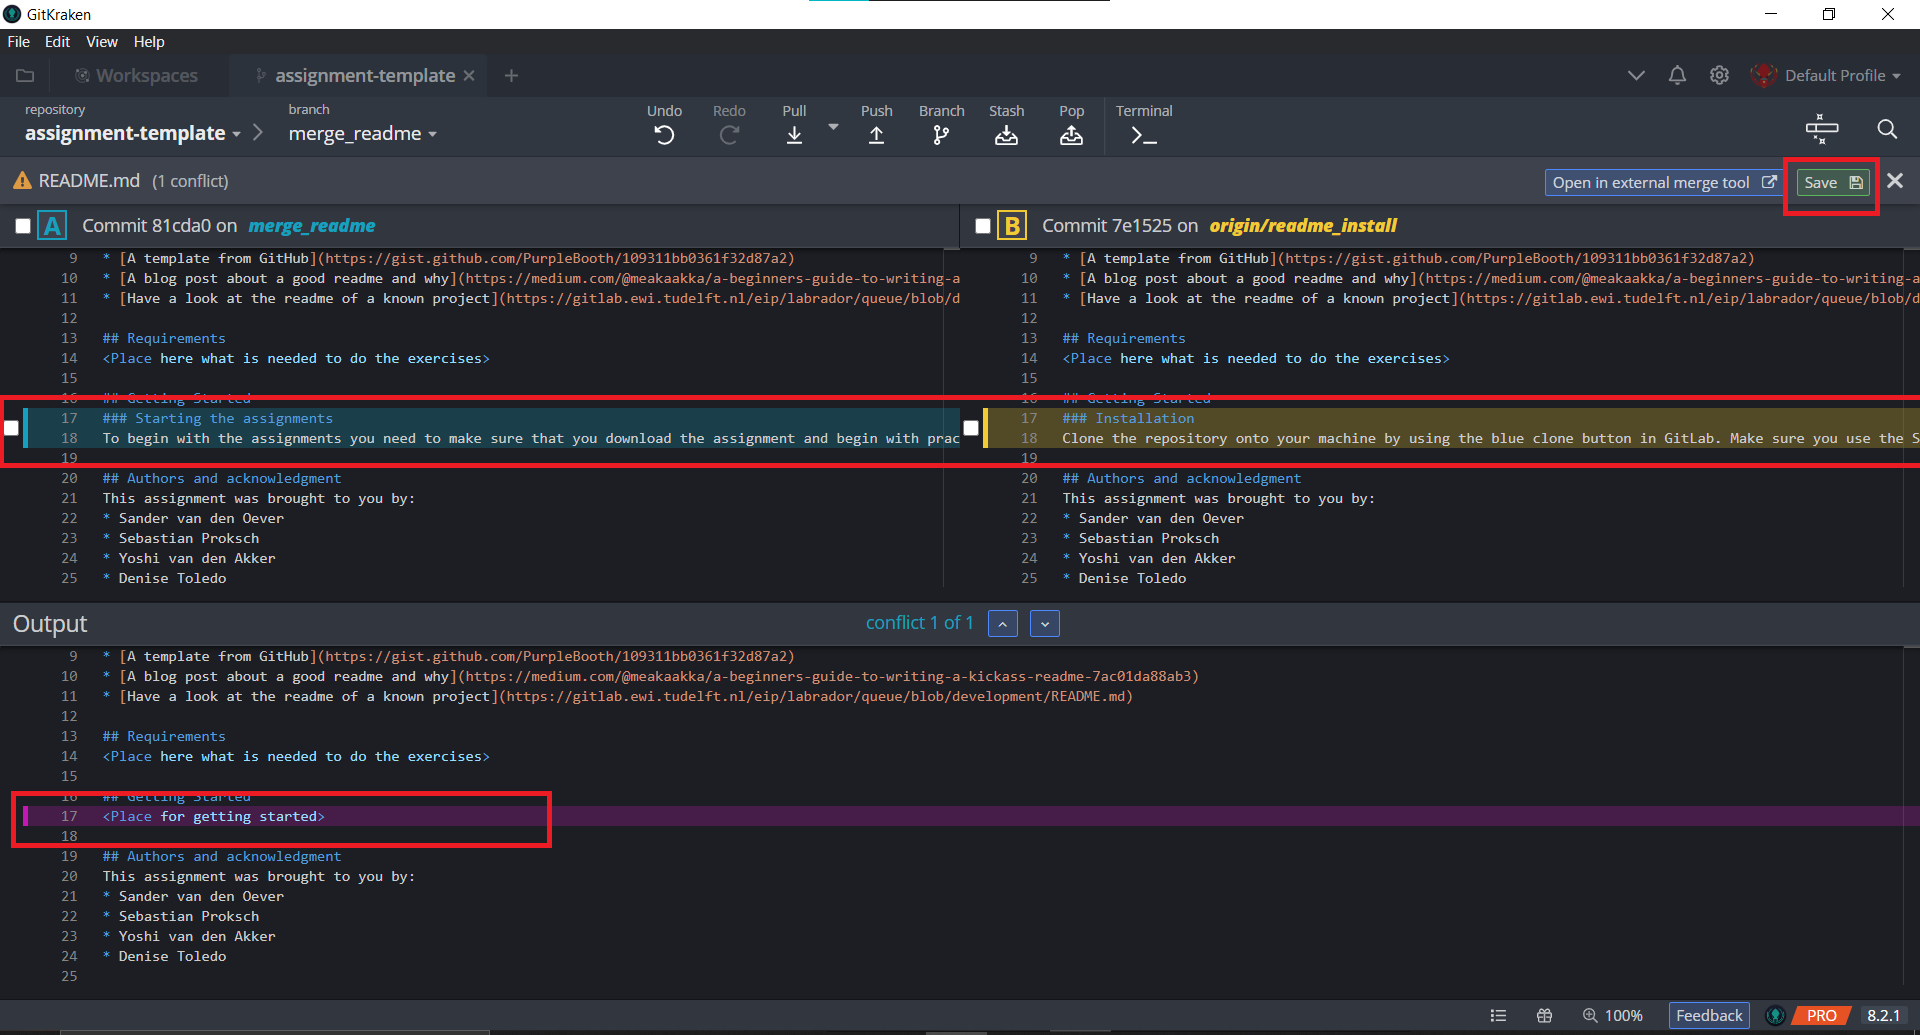 GitKraken
File Edit View Help
Workspaces assignment-template Default Profile
repository branch Undo Redo Pull Push Branch Stash Pop Terminal
assignment-template merge_readme
README.md (1 conflict) Open in external merge tool Save
A Commit 81cda0 on merge_readme
9 * [A template from GitHub](https://gist.github.com/PurpleBooth/109311bb0361f32d87a2)
10 * [A blog post about a good readme and why](https://medium.com/@meakaakka/a-beginners-guide-to-writing-a
11 * [Have a look at the readme of a known project](https://gitlab.ewi.tudelft.nl/eip/labrador/queue/blob/d
12
13 ## Requirements
14 <Place here what is needed to do the exercises>
15
16 ## Getting Started
17 ### Starting the assignments
18 To begin with the assignments you need to make sure that you download the assignment and begin with prac
19
20 ## Authors and acknowledgment
21 This assignment was brought to you by:
22 * Sander van den Oever
23 * Sebastian Proksch
24 * Yoshi van den Akker
25 * Denise Toledo
B Commit 7e1525 on origin/readme_install
9 * [A template from GitHub](https://gist.github.com/PurpleBooth/109311bb0361f32d87a2)
10 * [A blog post about a good readme and why](https://medium.com/@meakaakka/a-beginners-guide-to-writing-a
11 * [Have a look at the readme of a known project](https://gitlab.ewi.tudelft.nl/eip/labrador/queue/blob/d
12
13 ## Requirements
14 <Place here what is needed to do the exercises>
15
16 ## Getting Started
17 ### Installation
18 Clone the repository onto your machine by using the blue clone button in GitLab. Make sure you use the S
19
20 ## Authors and acknowledgment
21 This assignment was brought to you by:
22 * Sander van den Oever
23 * Sebastian Proksch
24 * Yoshi van den Akker
25 * Denise Toledo
Output conflict 1 of 1
9 * [A template from GitHub](https://gist.github.com/PurpleBooth/109311bb0361f32d87a2)
10 * [A blog post about a good readme and why](https://medium.com/@meakaakka/a-beginners-guide-to-writing-a-kickass-readme-7ac01da88ab3)
11 * [Have a look at the readme of a known project](https://gitlab.ewi.tudelft.nl/eip/labrador/queue/blob/development/README.md)
12
13 ## Requirements
14 <Place here what is needed to do the exercises>
15
16 ## Getting Started
17 <Place for getting started>
18
19 ## Authors and acknowledgment
20 This assignment was brought to you by:
21 * Sander van den Oever
22 * Sebastian Proksch
23 * Yoshi van den Akker
24 * Denise Toledo
25
100% Feedback PRO 8.2.1